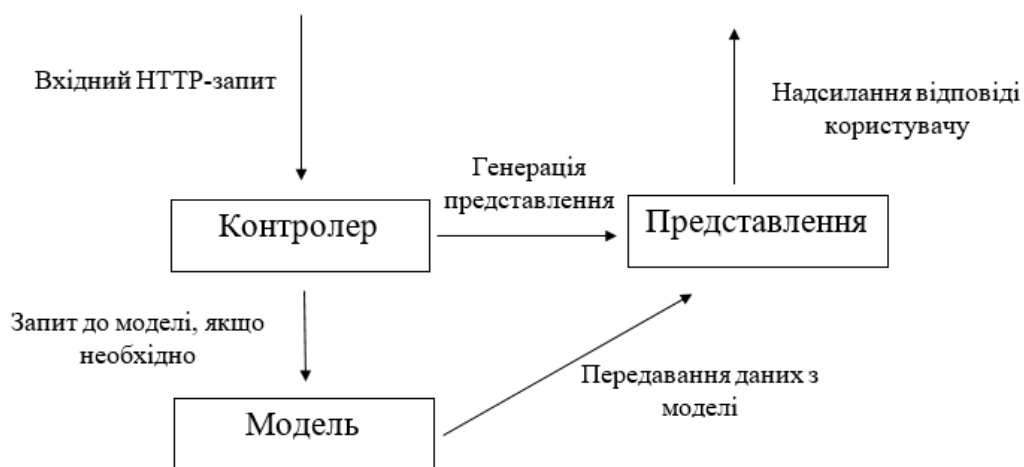 Вхідний HTTP-запит
Надсилання відповіді
користувачу
Генерація
представлення
Контролер
Представлення
Запит до моделі, якщо
необхідно
Передавання даних з
моделі
Модель